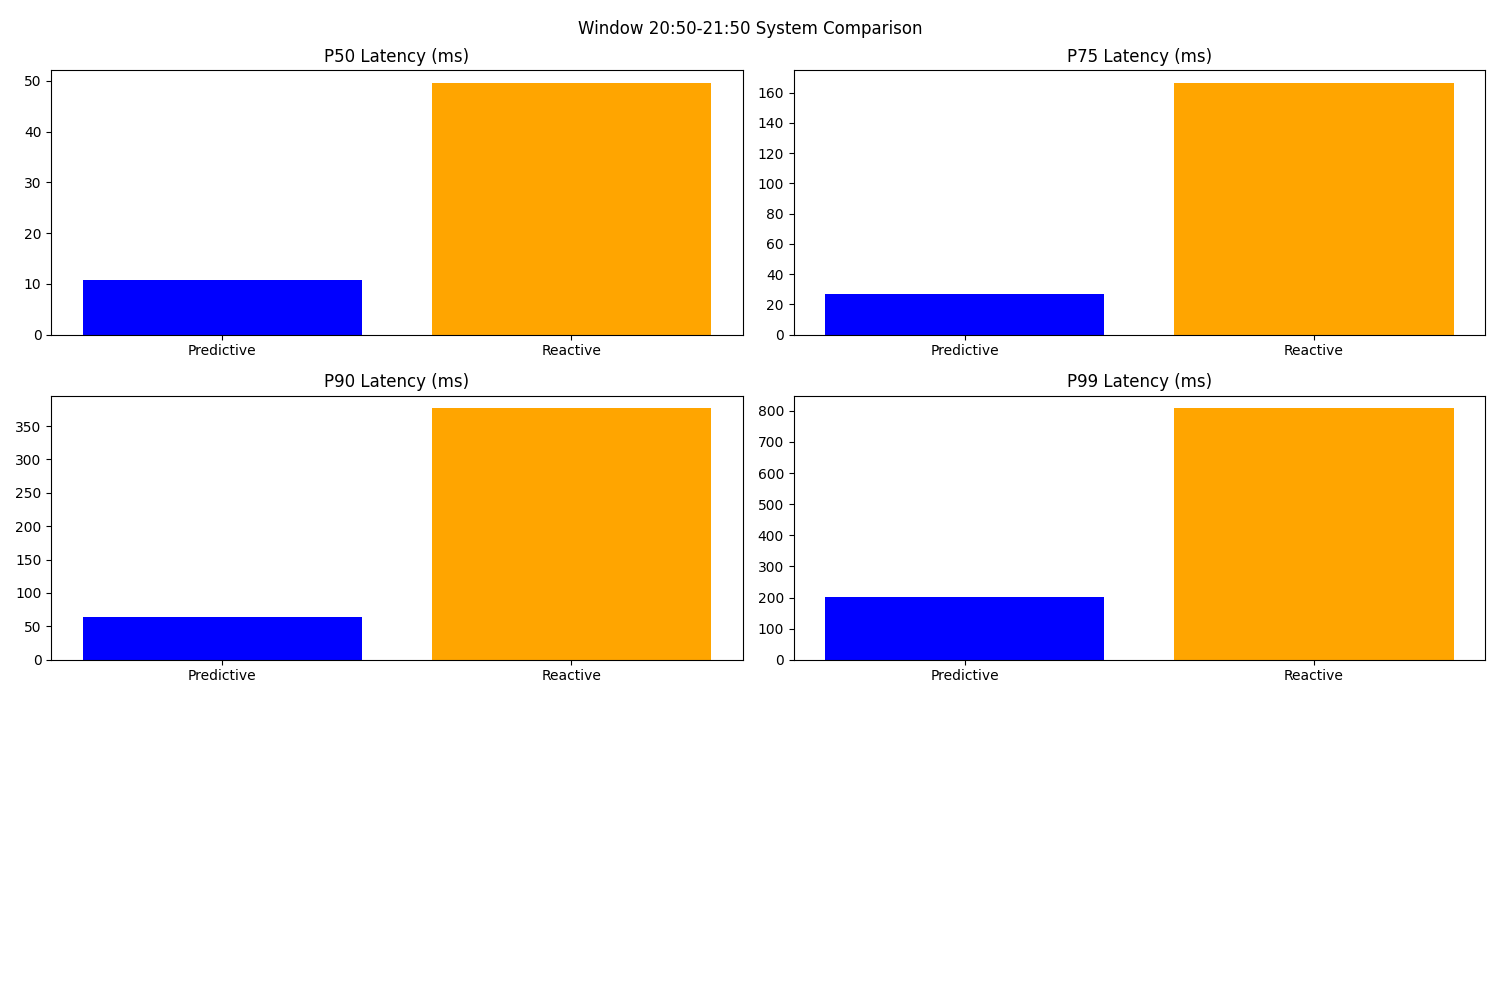 Window 20:50-21:50 System Comparison
P50 Latency (ms)
50
40
30
20
10
0
Predictive
Reactive
P75 Latency (ms)
160
140
120
100
80
60
40
20
0
Predictive
Reactive
P90 Latency (ms)
350
300
250
200
150
100
50
0
Predictive
Reactive
P99 Latency (ms)
800
700
600
500
400
300
200
100
0
Predictive
Reactive